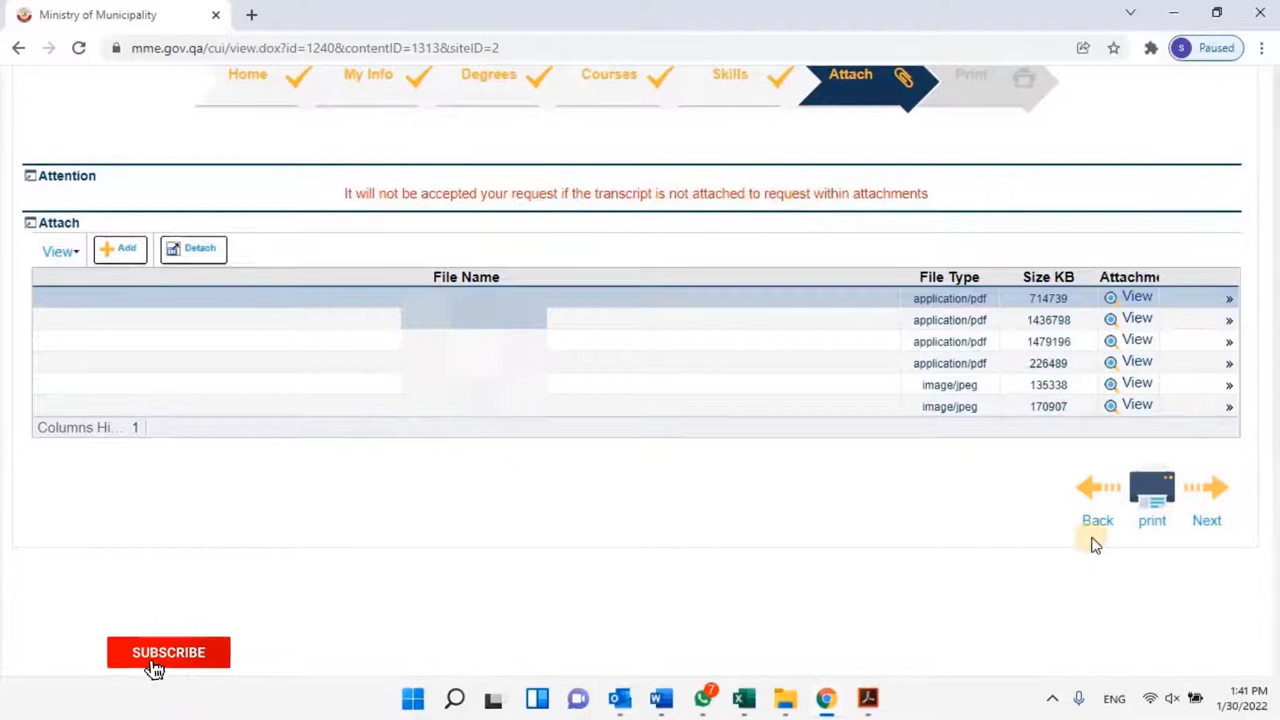 Ministry of Municipality
mme.gov.qa/cui/view.dox?id=1240&contentID=1313&siteID=2
S Paused
Home My Info Degrees Courses Skills Attach Print
Attention
It will not be accepted your request if the transcript is not attached to request within attachments
Attach
View Add Detach
File Name File Type Size KB Attachme
application/pdf 714739 View »
application/pdf 1436798 View »
application/pdf 1479196 View »
application/pdf 226489 View »
image/jpeg 135338 View »
image/jpeg 170907 View »
Columns Hi... 1
Back print Next
SUBSCRIBE
7
ENG
1:41 PM
1/30/2022